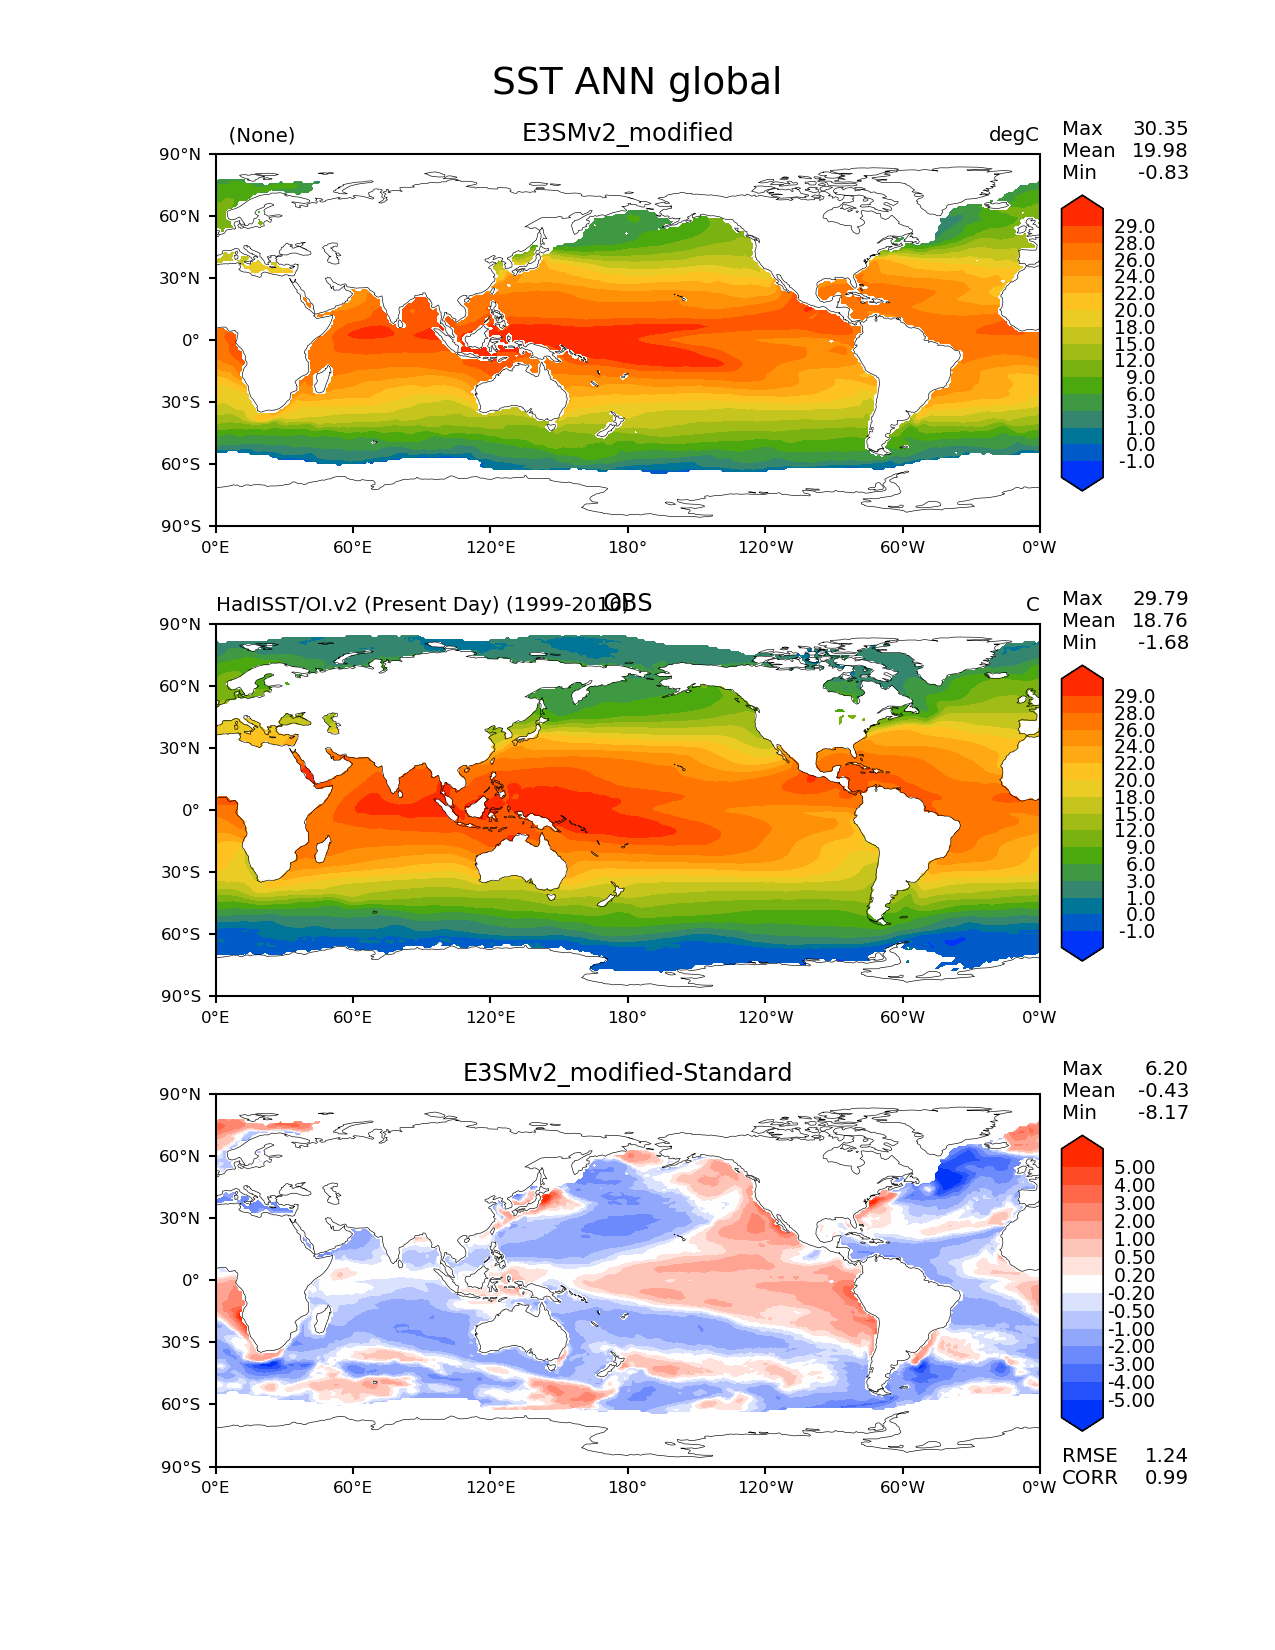 SST ANN global
(None) E3SMv2_modified degC
Max 30.35
Mean 19.98
Min -0.83
90°N
60°N
30°N
0°
30°S
60°S
90°S
0°E 60°E 120°E 180° 120°W 60°W 0°W
29.0
28.0
26.0
24.0
22.0
20.0
18.0
15.0
12.0
9.0
6.0
3.0
1.0
0.0
-1.0
HadISST/OI.v2 (Present Day) (1999-2016) OBS C
Max 29.79
Mean 18.76
Min -1.68
90°N
60°N
30°N
0°
30°S
60°S
90°S
0°E 60°E 120°E 180° 120°W 60°W 0°W
29.0
28.0
26.0
24.0
22.0
20.0
18.0
15.0
12.0
9.0
6.0
3.0
1.0
0.0
-1.0
E3SMv2_modified-Standard
Max 6.20
Mean -0.43
Min -8.17
90°N
60°N
30°N
0°
30°S
60°S
90°S
0°E 60°E 120°E 180° 120°W 60°W 0°W
5.00
4.00
3.00
2.00
1.00
0.50
0.20
-0.20
-0.50
-1.00
-2.00
-3.00
-4.00
-5.00
RMSE 1.24
CORR 0.99